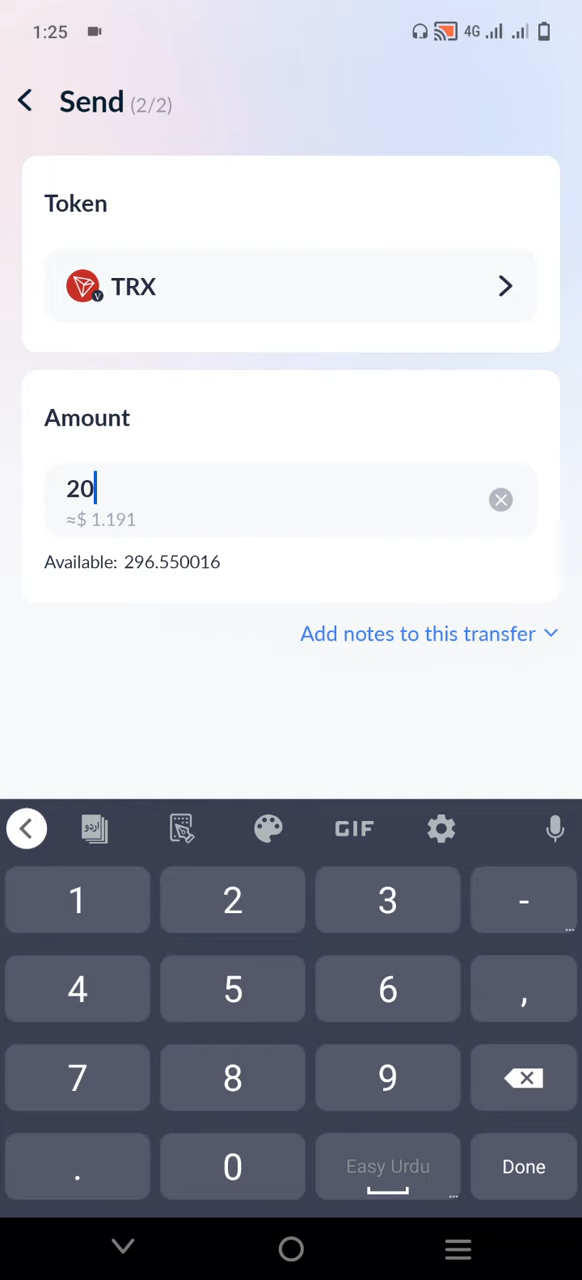 1:25
4G
Send (2/2)
Token
TRX
Amount
20
≈$ 1.191
Available: 296.550016
Add notes to this transfer
اردو
GIF
1 2 3 -
4 5 6 ,
7 8 9
. 0 Easy Urdu Done